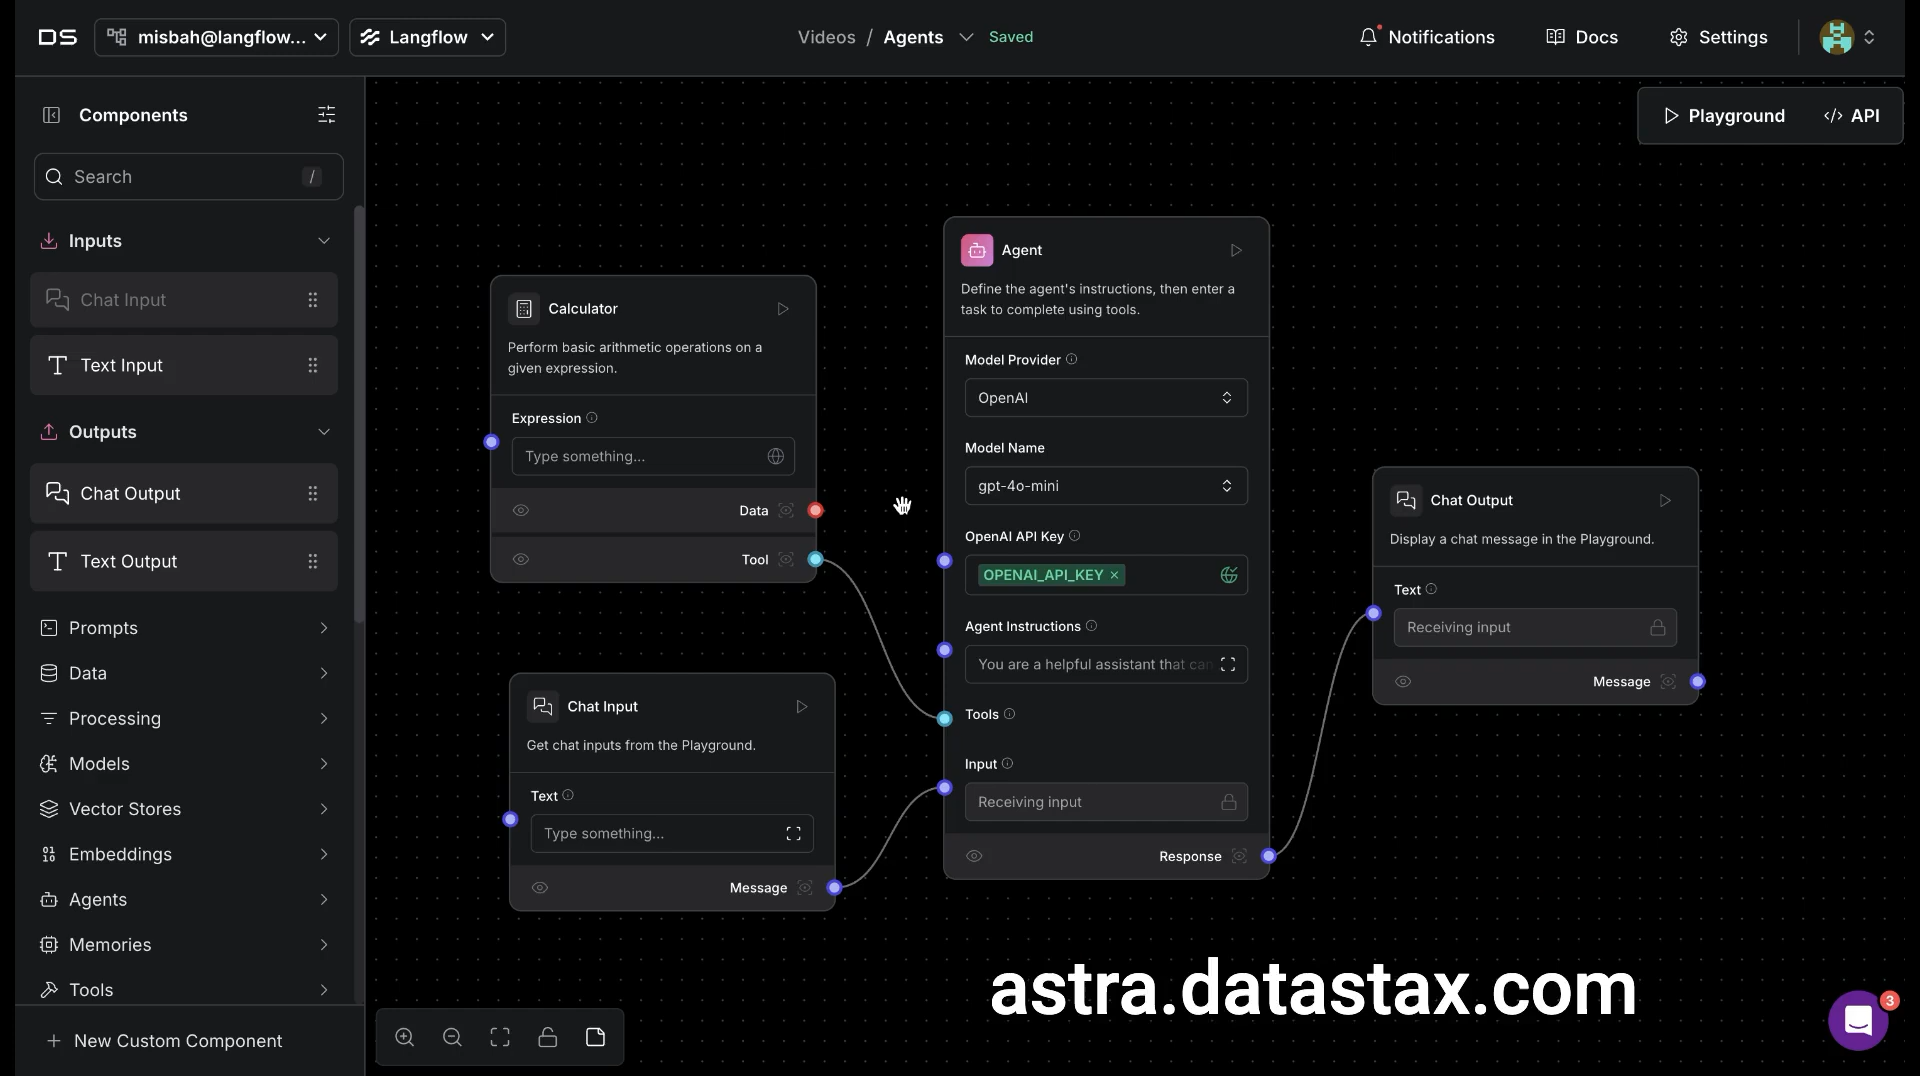 DS
misbah@langflow...
Langflow
Videos / Agents
Saved
Notifications
Docs
Settings
Components
Playground
API
Search
/
Inputs
Chat Input
Text Input
Outputs
Chat Output
Text Output
Prompts
Data
Processing
Models
Vector Stores
Embeddings
Agents
Memories
Tools
New Custom Component
Calculator
Perform basic arithmetic operations on a
given expression.
Expression
Type something...
Data
Tool
Chat Input
Get chat inputs from the Playground.
Text
Type something...
Message
Agent
Define the agent's instructions, then enter a
task to complete using tools.
Model Provider
OpenAI
Model Name
gpt-4o-mini
OpenAI API Key
OPENAI_API_KEY ×
Agent Instructions
You are a helpful assistant that can
Tools
Input
Receiving input
Response
Chat Output
Display a chat message in the Playground.
Text
Receiving input
Message
astra.datastax.com
3